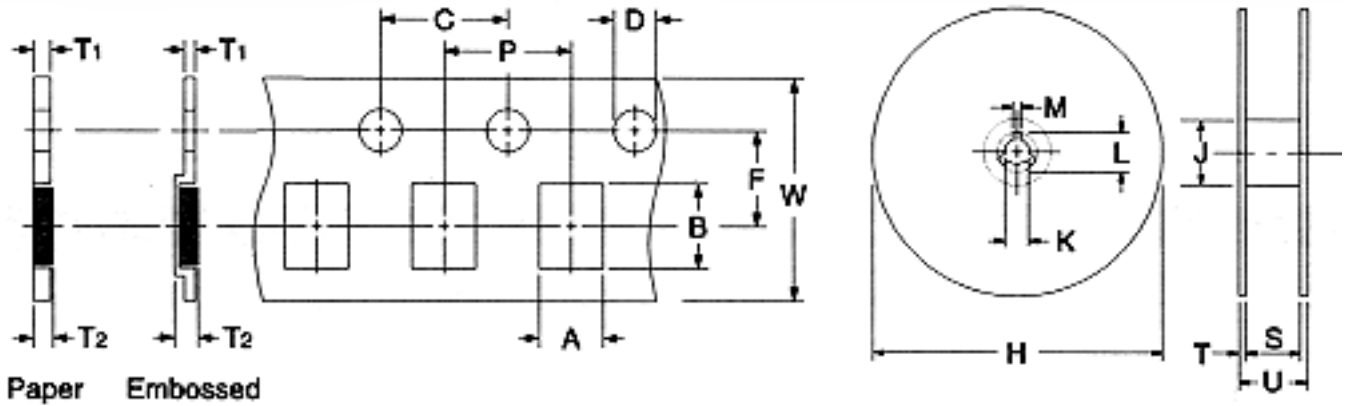 C D
T1 T1 P M
F W L J
B K
T2 T2 A H T S
U
Paper Embossed